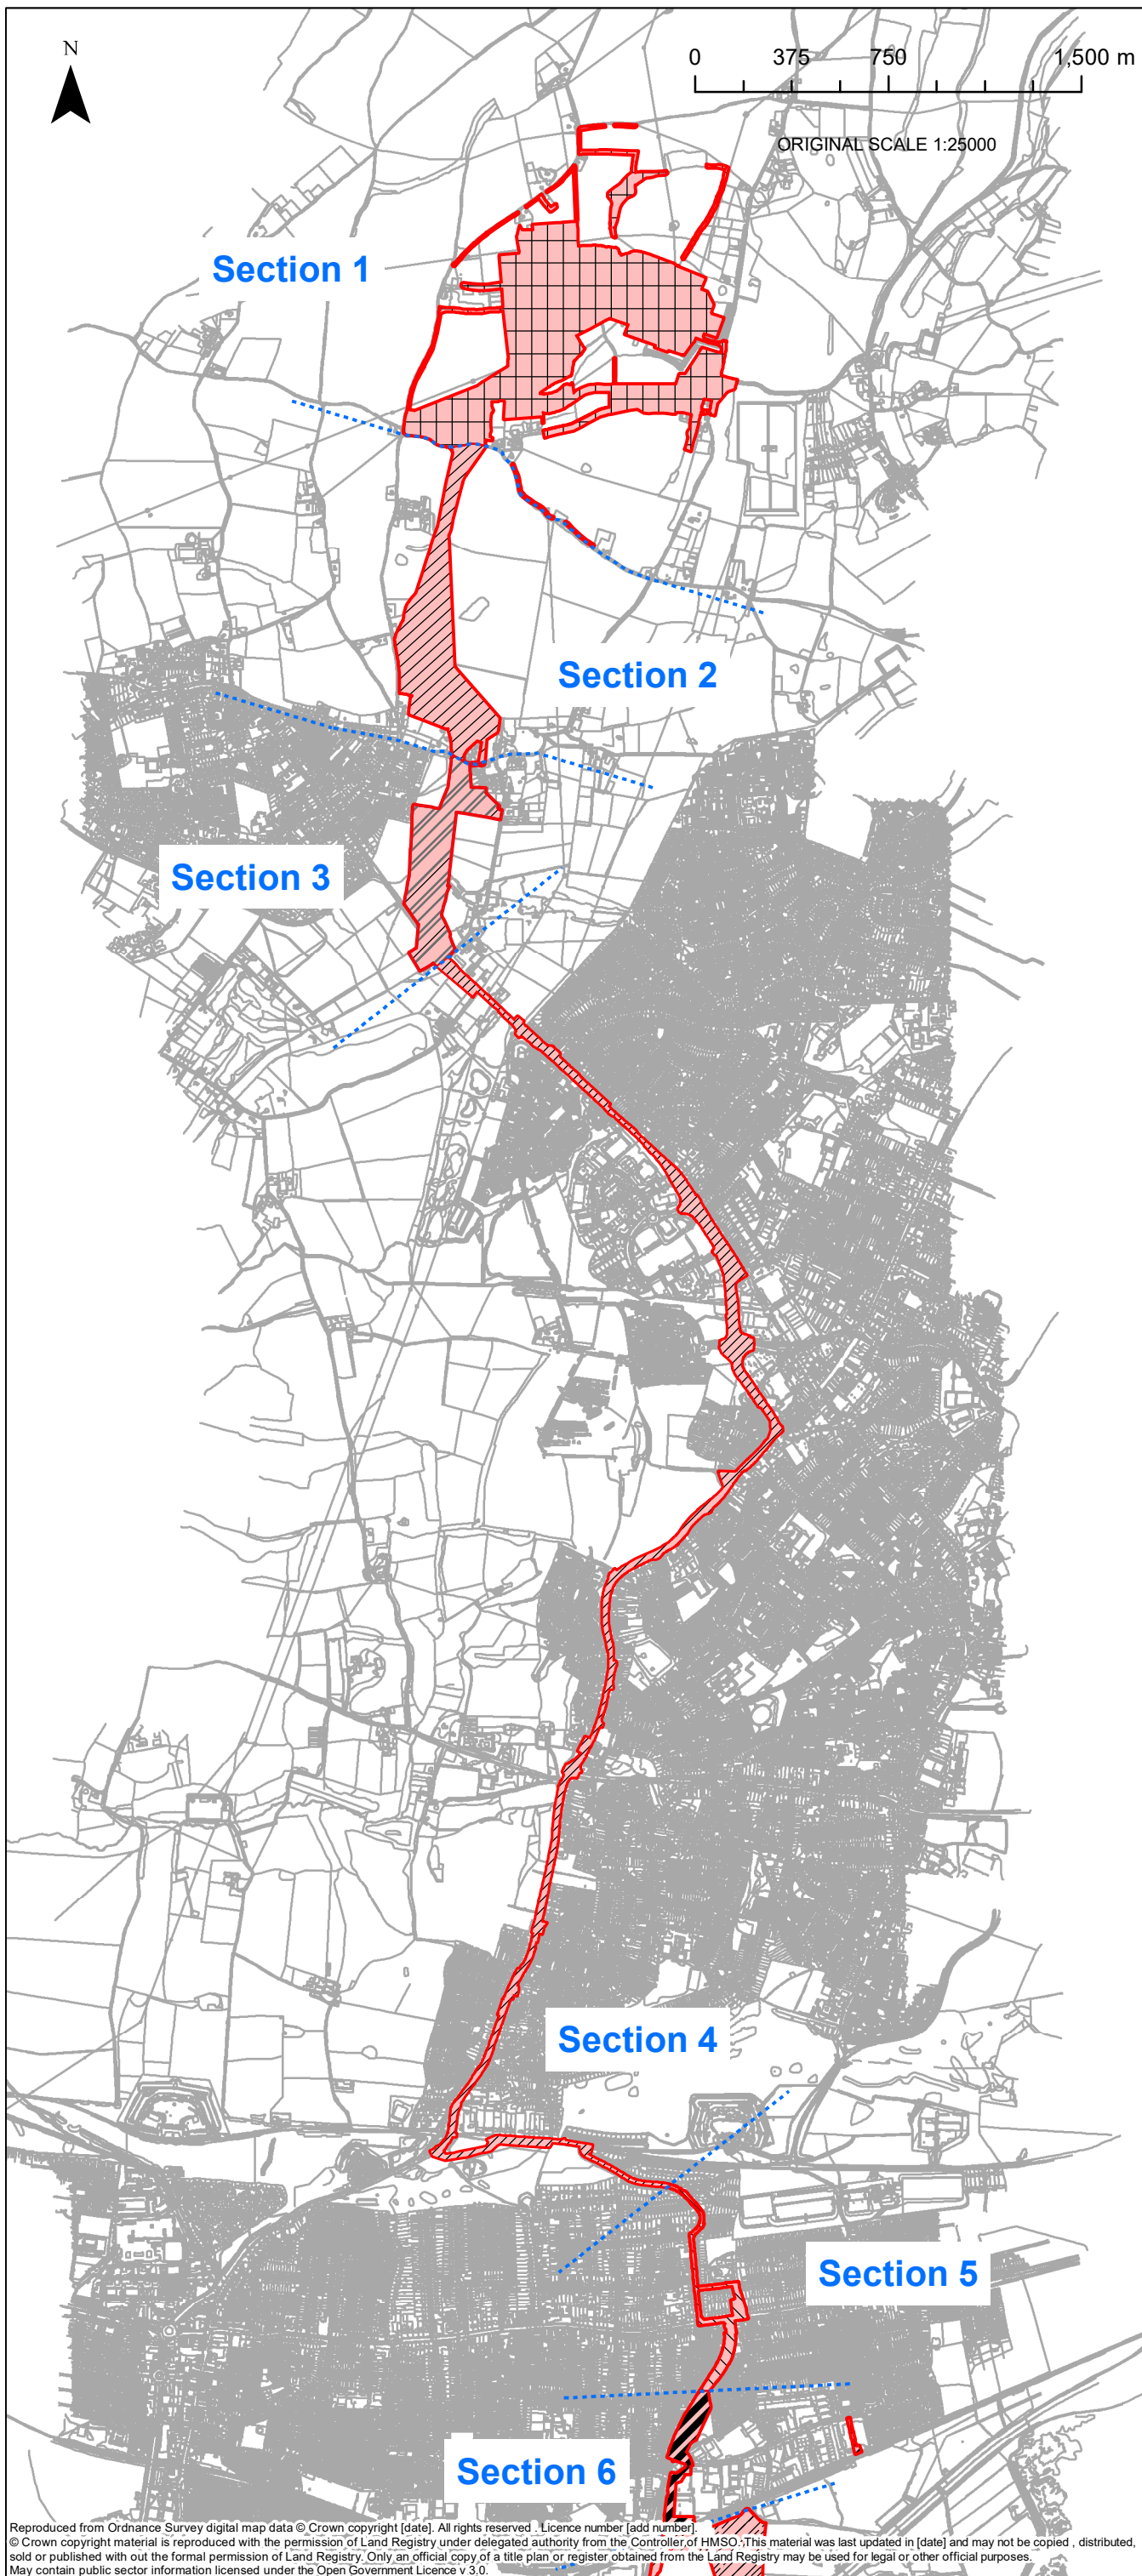 N
0 375 750 1,500 m
ORIGINAL SCALE 1:25000
Section 1
Section 2
Section 3
Section 4
Section 5
Section 6
Reproduced from Ordnance Survey digital map data © Crown copyright [date]. All rights reserved . Licence number [add number].
© Crown copyright material is reproduced with the permission of Land Registry under delegated authority from the Controller of HMSO. This material was last updated in [date] and may not be copied , distributed,
sold or published with out the formal permission of Land Registry. Only an official copy of a title plan or register obtained from the Land Registry may be used for legal or other official purposes.
May contain public sector information licensed under the Open Government Licence v 3.0.